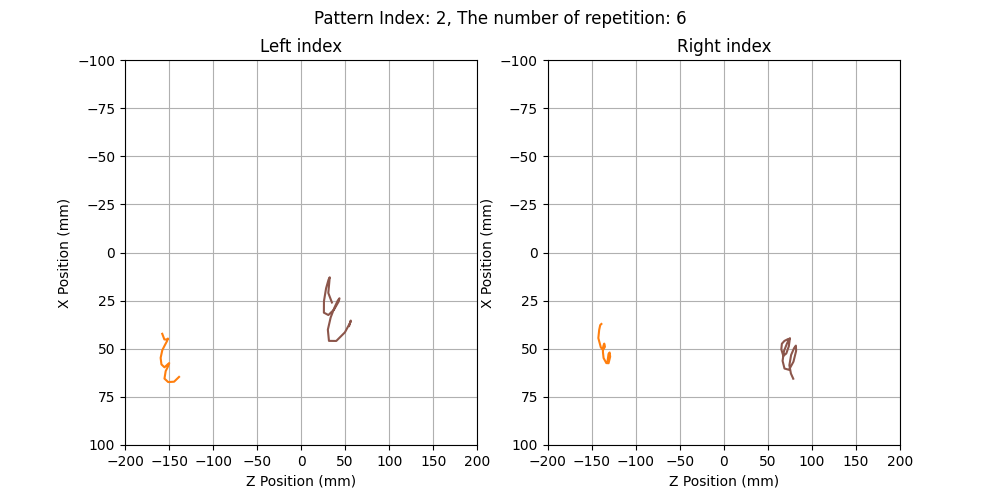 Pattern Index: 2, The number of repetition: 6
Left index
Right index
−100
−75
−50
−25
0
25
50
75
100
X Position (mm)
−200 −150 −100 −50 0 50 100 150 200
Z Position (mm)
−100
−75
−50
−25
0
25
50
75
100
X Position (mm)
−200 −150 −100 −50 0 50 100 150 200
Z Position (mm)